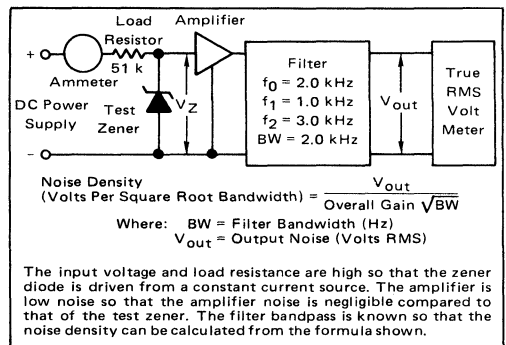 Load
Resistor
Amplifier
+
51 k
Ammeter
DC Power
Supply
Test
Zener
VZ
–
Filter
f0 = 2.0 kHz
f1 = 1.0 kHz
f2 = 3.0 kHz
BW = 2.0 kHz
Vout
True
RMS
Volt
Meter
Noise Density
(Volts Per Square Root Bandwidth) = Vout / Overall Gain √BW
Where: BW = Filter Bandwidth (Hz)
Vout = Output Noise (Volts RMS)
The input voltage and load resistance are high so that the zener
diode is driven from a constant current source. The amplifier is
low noise so that the amplifier noise is negligible compared to
that of the test zener. The filter bandpass is known so that the
noise density can be calculated from the formula shown.